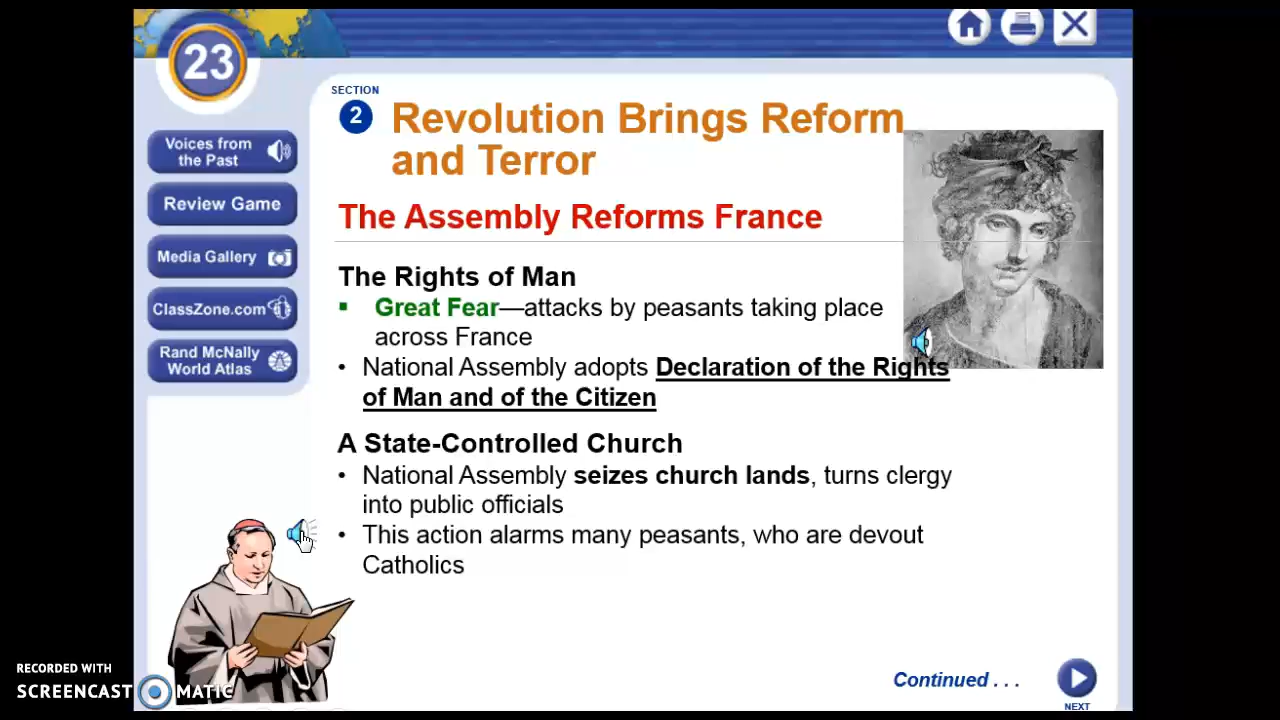 23
SECTION
2
Revolution Brings Reform
and Terror
Voices from
the Past
Review Game
Media Gallery
ClassZone.com
Rand McNally
World Atlas
The Assembly Reforms France
The Rights of Man
▪ Great Fear—attacks by peasants taking place
across France
• National Assembly adopts Declaration of the Rights
of Man and of the Citizen
A State-Controlled Church
• National Assembly seizes church lands, turns clergy
into public officials
• This action alarms many peasants, who are devout
Catholics
Continued . . .
NEXT
RECORDED WITH
SCREENCAST MATIC